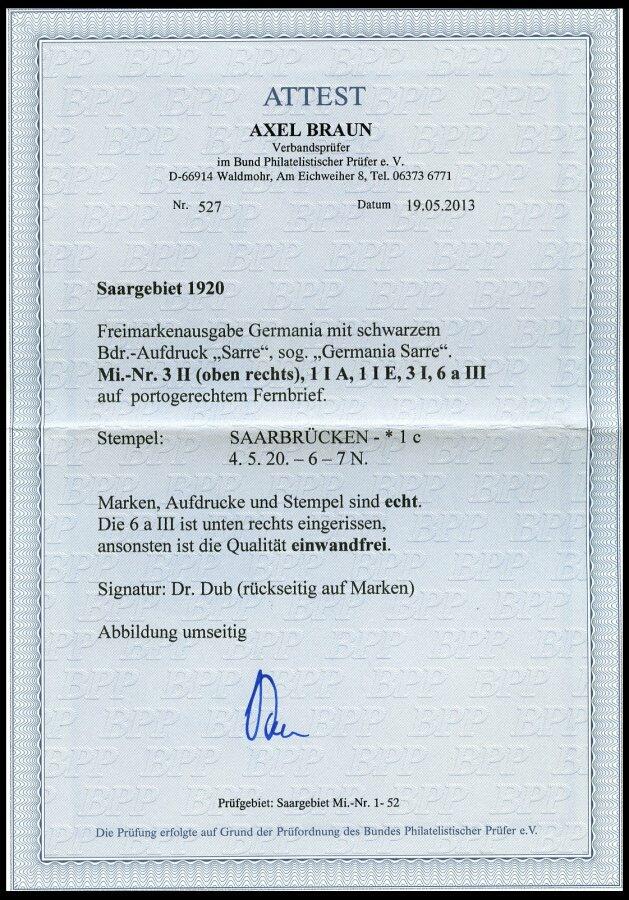 ATTEST
AXEL BRAUN
Verbandsprüfer
im Bund Philatelistischer Prüfer e. V.
D-66914 Waldmohr, Am Eichweiher 8, Tel. 06373 6771
Nr. 527 Datum 19.05.2013
Saargebiet 1920
Freimarkenausgabe Germania mit schwarzem
Bdr.-Aufdruck „Sarre“, sog. „Germania Sarre“.
Mi.-Nr. 3 II (oben rechts), 1 I A, 1 I E, 3 I, 6 a III
auf portogerechtem Fernbrief.
Stempel: SAARBRÜCKEN - * 1 c
4. 5. 20. – 6 – 7 N.
Marken, Aufdrucke und Stempel sind echt.
Die 6 a III ist unten rechts eingerissen,
ansonsten ist die Qualität einwandfrei.
Signatur: Dr. Dub (rückseitig auf Marken)
Abbildung umseitig
Prüfgebiet: Saargebiet Mi.-Nr. 1- 52
Die Prüfung erfolgte auf Grund der Prüfordnung des Bundes Philatelistischer Prüfer e.V.